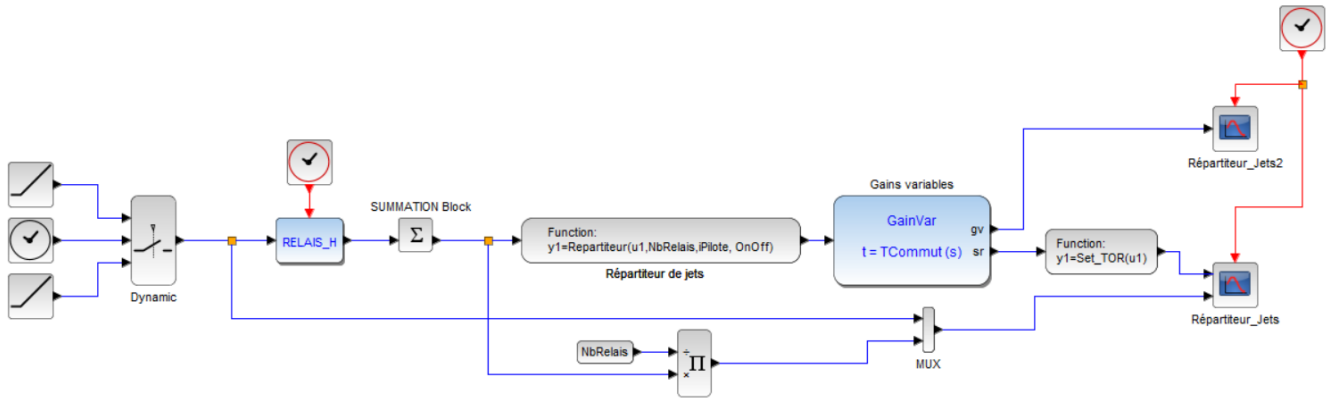 Répartiteur_Jets2
Gains variables
SUMMATION Block
GainVar
gv
RELAIS_H
Σ
Function:
y1=Repartiteur(u1,NbRelais,iPilote, OnOff)
t = TCommut (s)
sr
Function:
y1=Set_TOR(u1)
Répartiteur de jets
Dynamic
Répartiteur_Jets
NbRelais
÷
Π
×
MUX